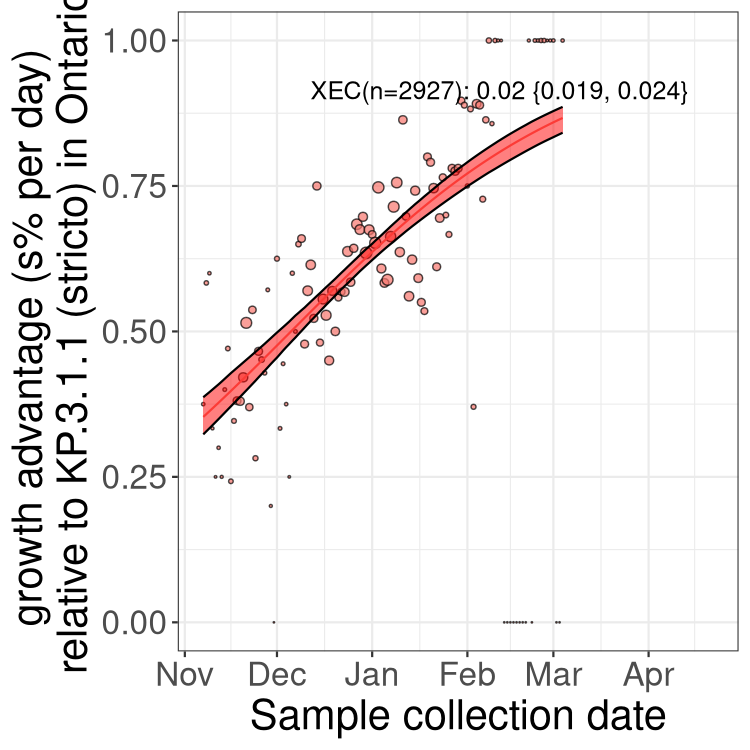 growth advantage (s% per day)
relative to KP.3.1.1 (stricto) in Ontario
1.00
0.75
0.50
0.25
0.00
XEC(n=2927): 0.02 {0.019, 0.024}
Nov Dec Jan Feb Mar Apr
Sample collection date